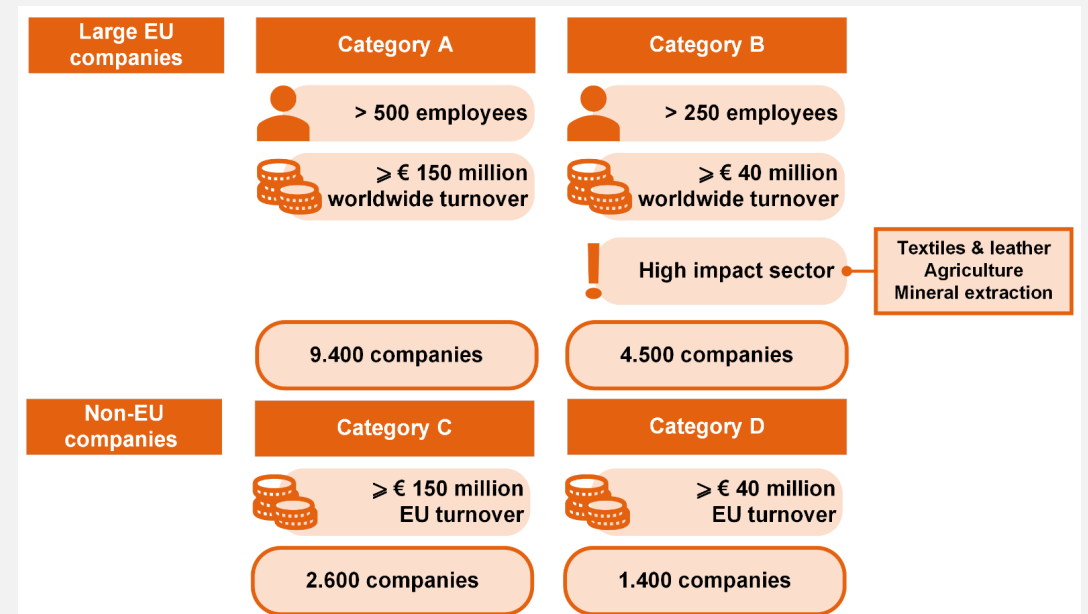 Large EU
companies
Category A
Category B
> 500 employees
> 250 employees
⩾ € 150 million
worldwide turnover
⩾ € 40 million
worldwide turnover
High impact sector
Textiles & leather
Agriculture
Mineral extraction
9.400 companies
4.500 companies
Non-EU
companies
Category C
Category D
⩾ € 150 million
EU turnover
⩾ € 40 million
EU turnover
2.600 companies
1.400 companies